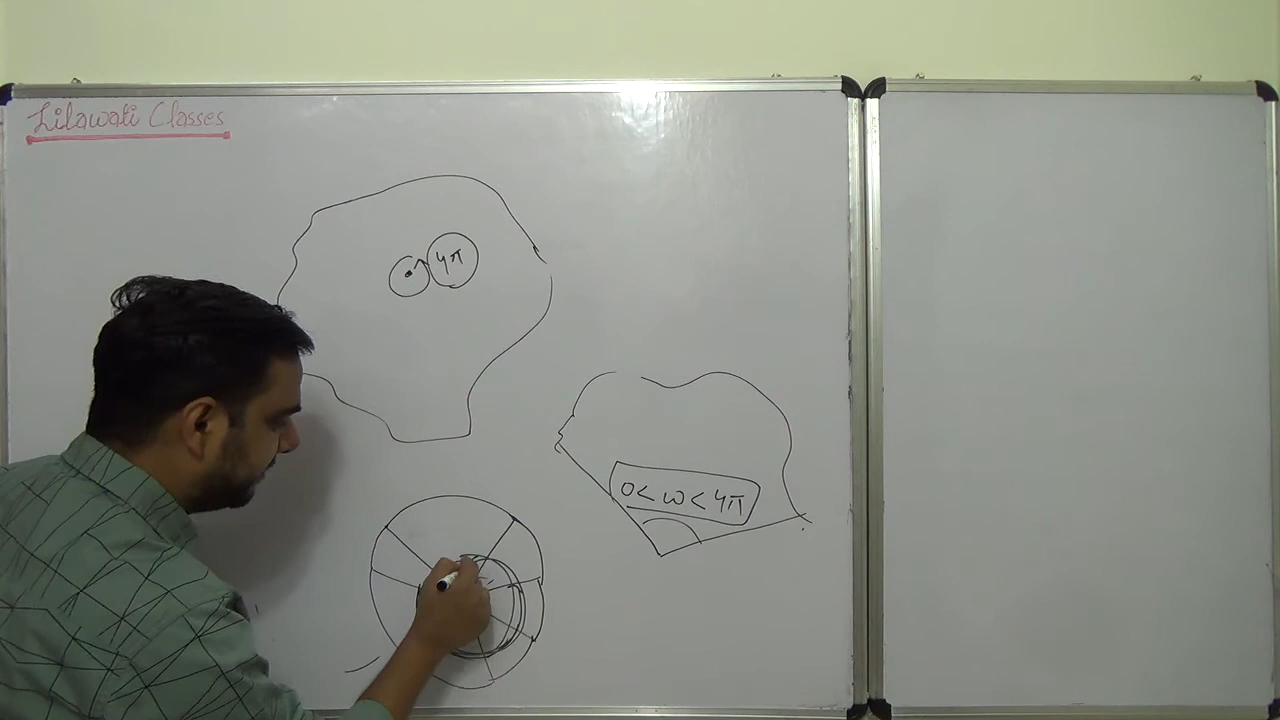 Lilawati Classes
4π
0 < ω < 4π